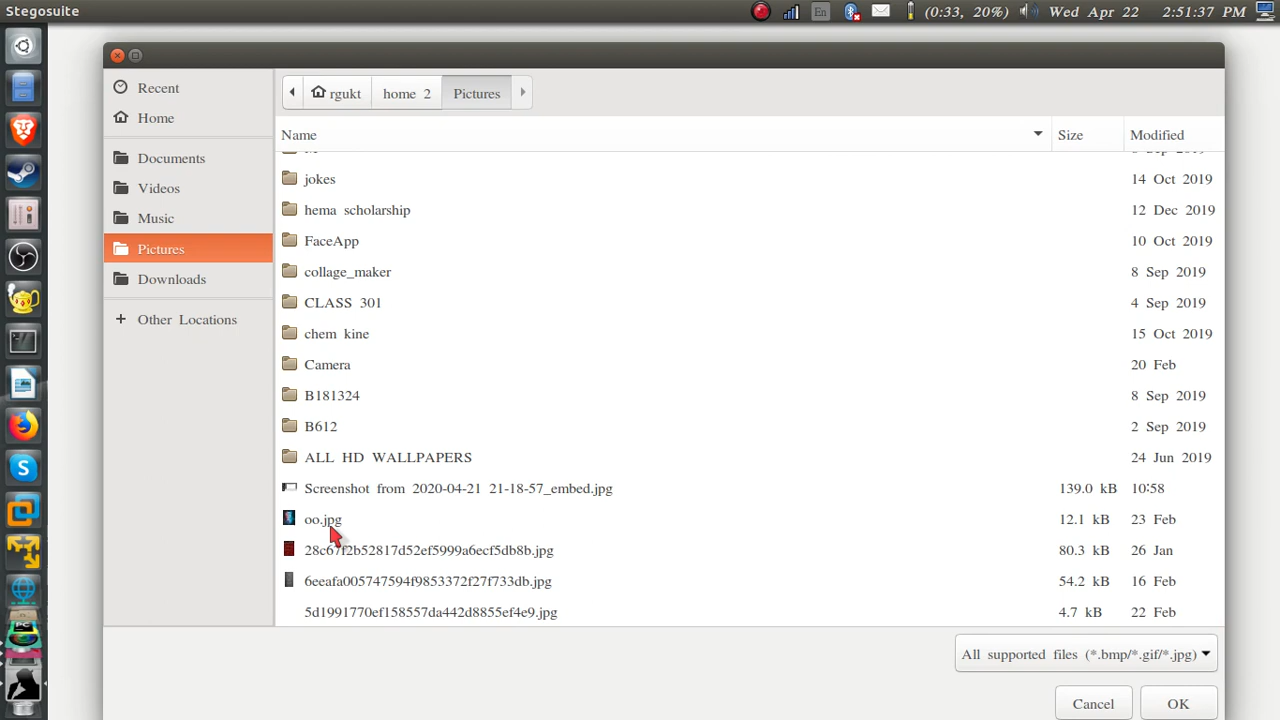 Stegosuite
En
(0:33, 20%)
Wed Apr 22
2:51:37 PM
Recent
Home
Documents
Videos
Music
Pictures
Downloads
+ Other Locations
rgukt
home 2
Pictures
Name
Size
Modified
jokes 14 Oct 2019
hema scholarship 12 Dec 2019
FaceApp 10 Oct 2019
collage_maker 8 Sep 2019
CLASS 301 4 Sep 2019
chem kine 15 Oct 2019
Camera 20 Feb
B181324 8 Sep 2019
B612 2 Sep 2019
ALL HD WALLPAPERS 24 Jun 2019
Screenshot from 2020-04-21 21-18-57_embed.jpg 139.0 kB 10:58
oo.jpg 12.1 kB 23 Feb
28c67f2b52817d52ef5999a6ecf5db8b.jpg 80.3 kB 26 Jan
6eeafa005747594f9853372f27f733db.jpg 54.2 kB 16 Feb
5d1991770ef158557da442d8855ef4e9.jpg 4.7 kB 22 Feb
All supported files (*.bmp/*.gif/*.jpg)
Cancel
OK